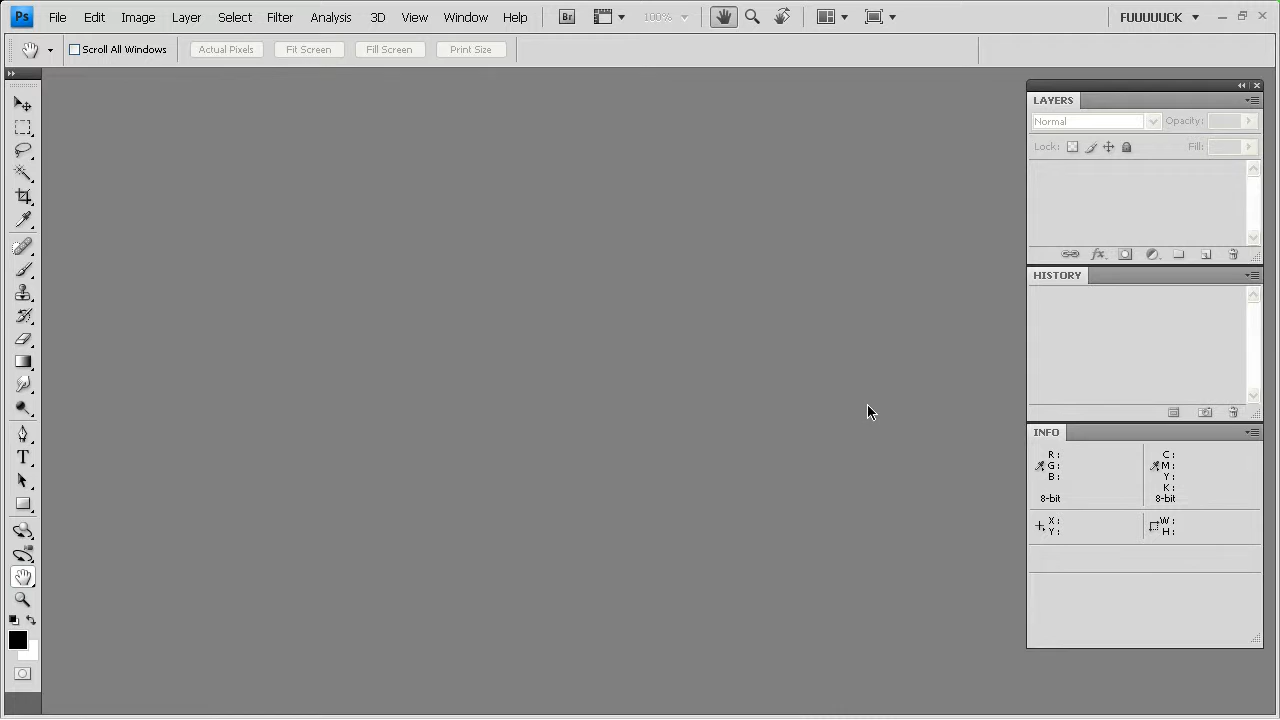 Ps File Edit Image Layer Select Filter Analysis 3D View Window Help Br 100% FUUUUUCK
Scroll All Windows Actual Pixels Fit Screen Fill Screen Print Size
LAYERS
Normal Opacity:
Lock: Fill:
fx.
HISTORY
INFO
R: C:
G: M:
B: Y:
K:
8-bit 8-bit
X: W:
Y: H:
T